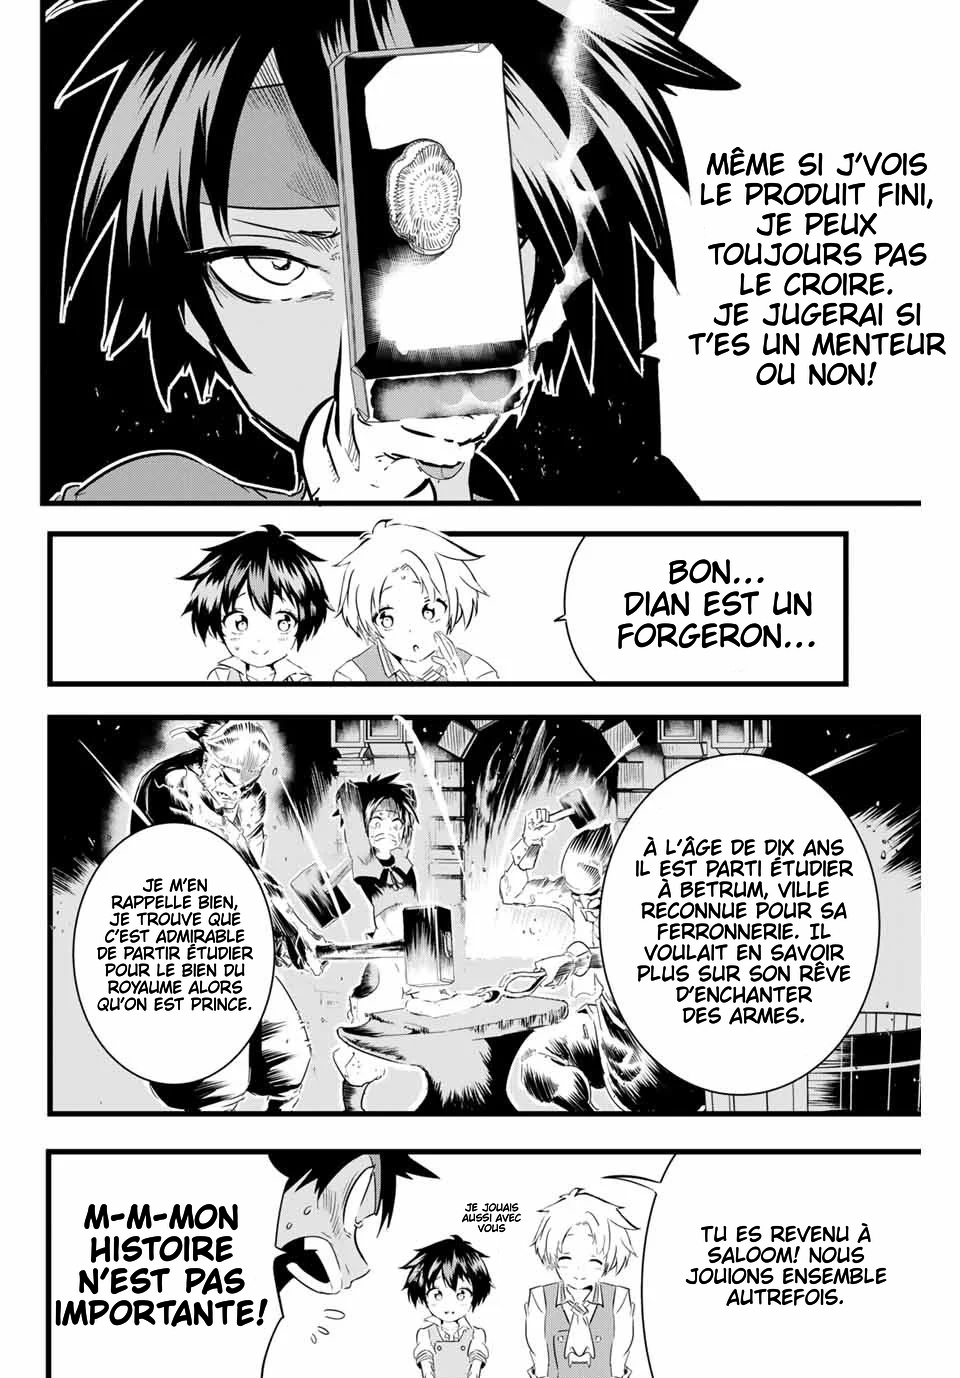 MÊME SI J'VOIS
LE PRODUIT FINI,
JE PEUX
TOUJOURS PAS
LE CROIRE.
JE JUGERAI SI
T'ES UN MENTEUR
OU NON!
BON...
DIAN EST UN
FORGERON...
À L'ÂGE DE DIX ANS
IL EST PARTI ÉTUDIER
À BETRUM, VILLE
RECONNUE POUR SA
FERRONNERIE. IL
VOULAIT EN SAVOIR
PLUS SUR SON RÊVE
D'ENCHANTER
DES ARMES.
JE M'EN
RAPPELLE BIEN,
JE TROUVE QUE
C'EST ADMIRABLE
DE PARTIR ÉTUDIER
POUR LE BIEN DU
ROYAUME ALORS
QU'ON EST PRINCE.
TU ES REVENU À
SALOOM! NOUS
JOUIONS ENSEMBLE
AUTREFOIS.
JE JOUAIS
AUSSI AVEC
VOUS
M-M-MON
HISTOIRE
N'EST PAS
IMPORTANTE!